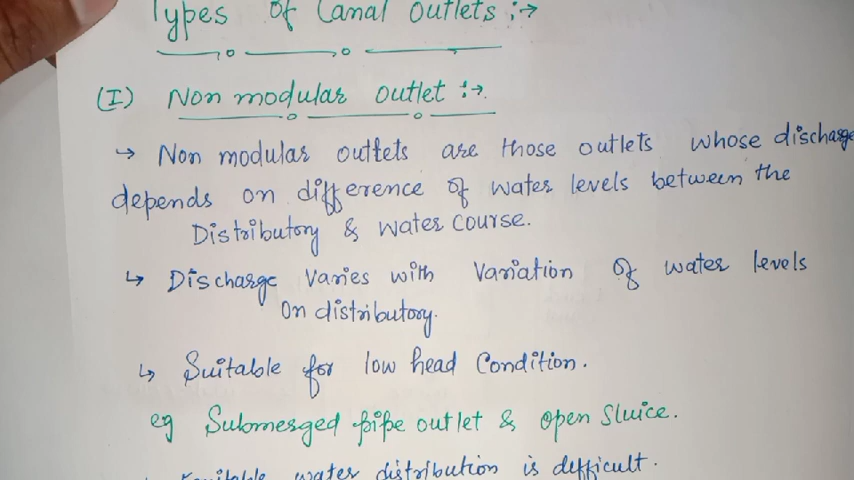 Types of Canal Outlets :→
(I) Non modular outlet :→
↳ Non modular outlets are those outlets whose discharge
depends on difference of water levels between the
Distributory & water course.
↳ Discharge Varies with Variation of water levels
On distributory.
↳ Suitable for low head Condition.
eg Submerged pipe outlet & open Sluice.
Equitable water distribution is difficult.